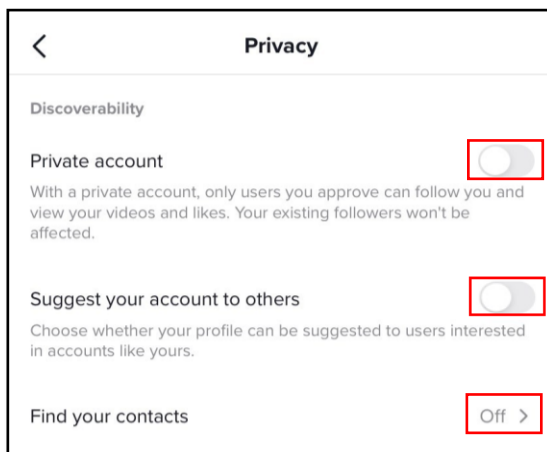 Privacy
Discoverability
Private account
With a private account, only users you approve can follow you and
view your videos and likes. Your existing followers won't be
affected.
Suggest your account to others
Choose whether your profile can be suggested to users interested
in accounts like yours.
Find your contacts Off